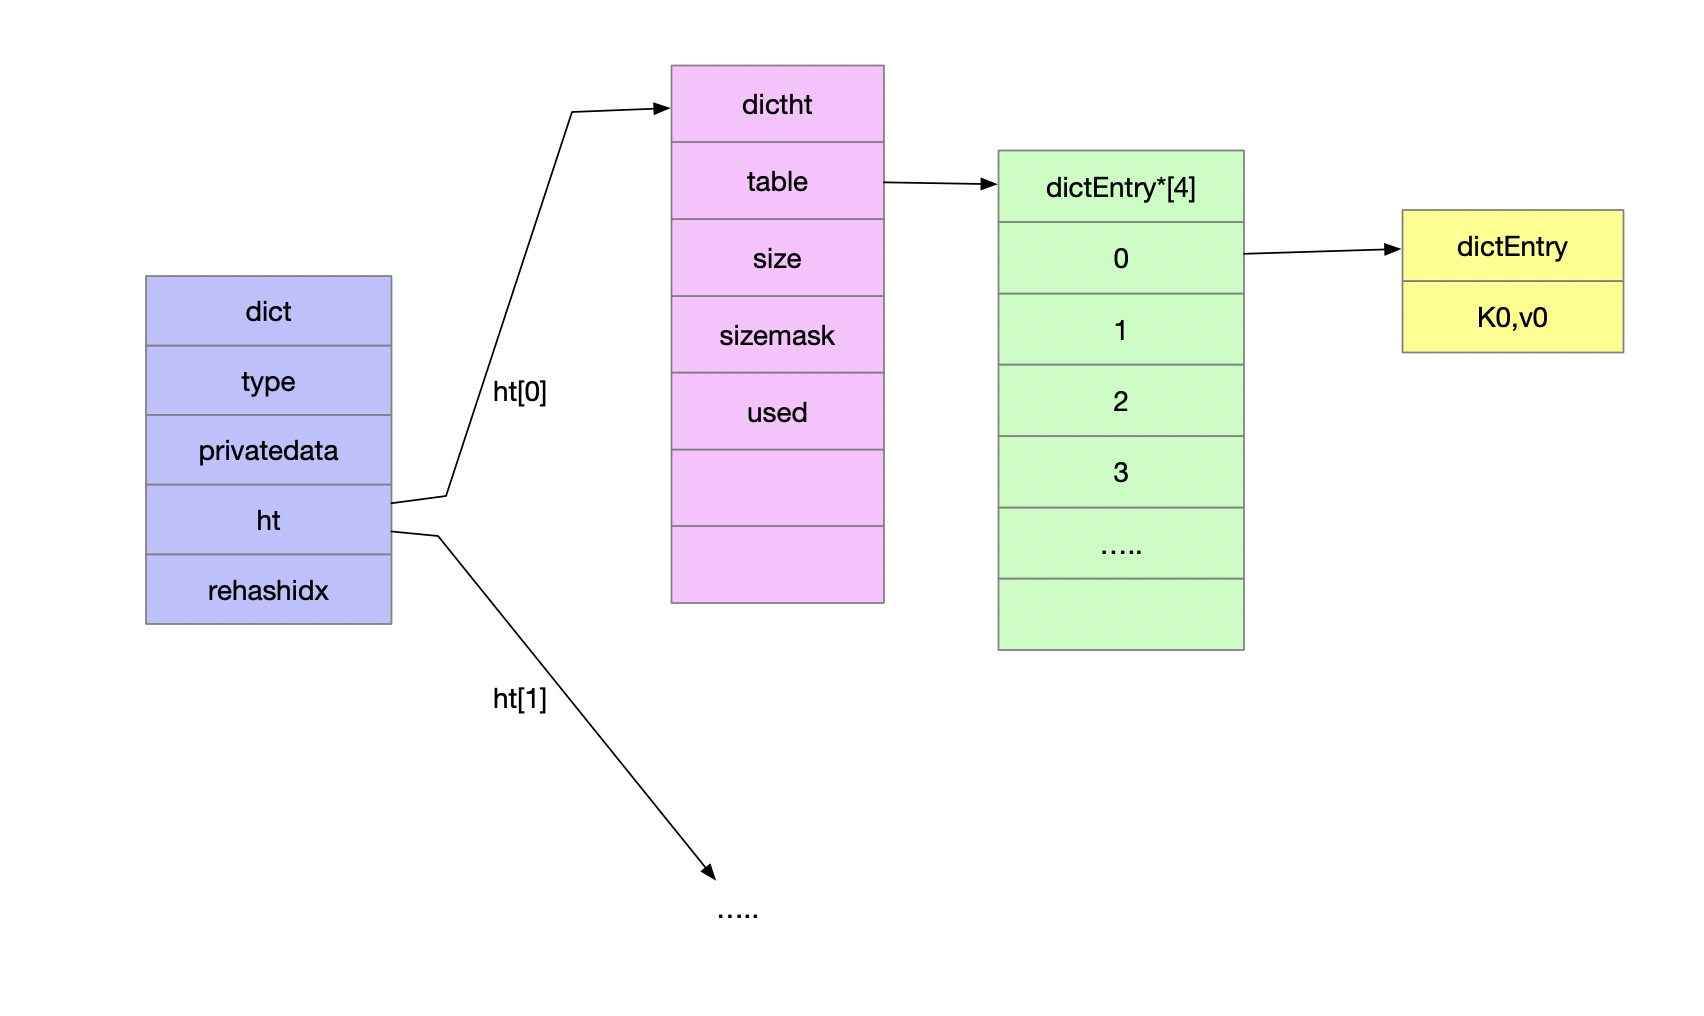 dict
type
privatedata
ht
rehashidx
ht[0]
ht[1]
dictht
table
size
sizemask
used
dictEntry*[4]
0
1
2
3
.....
dictEntry
K0,v0
.....